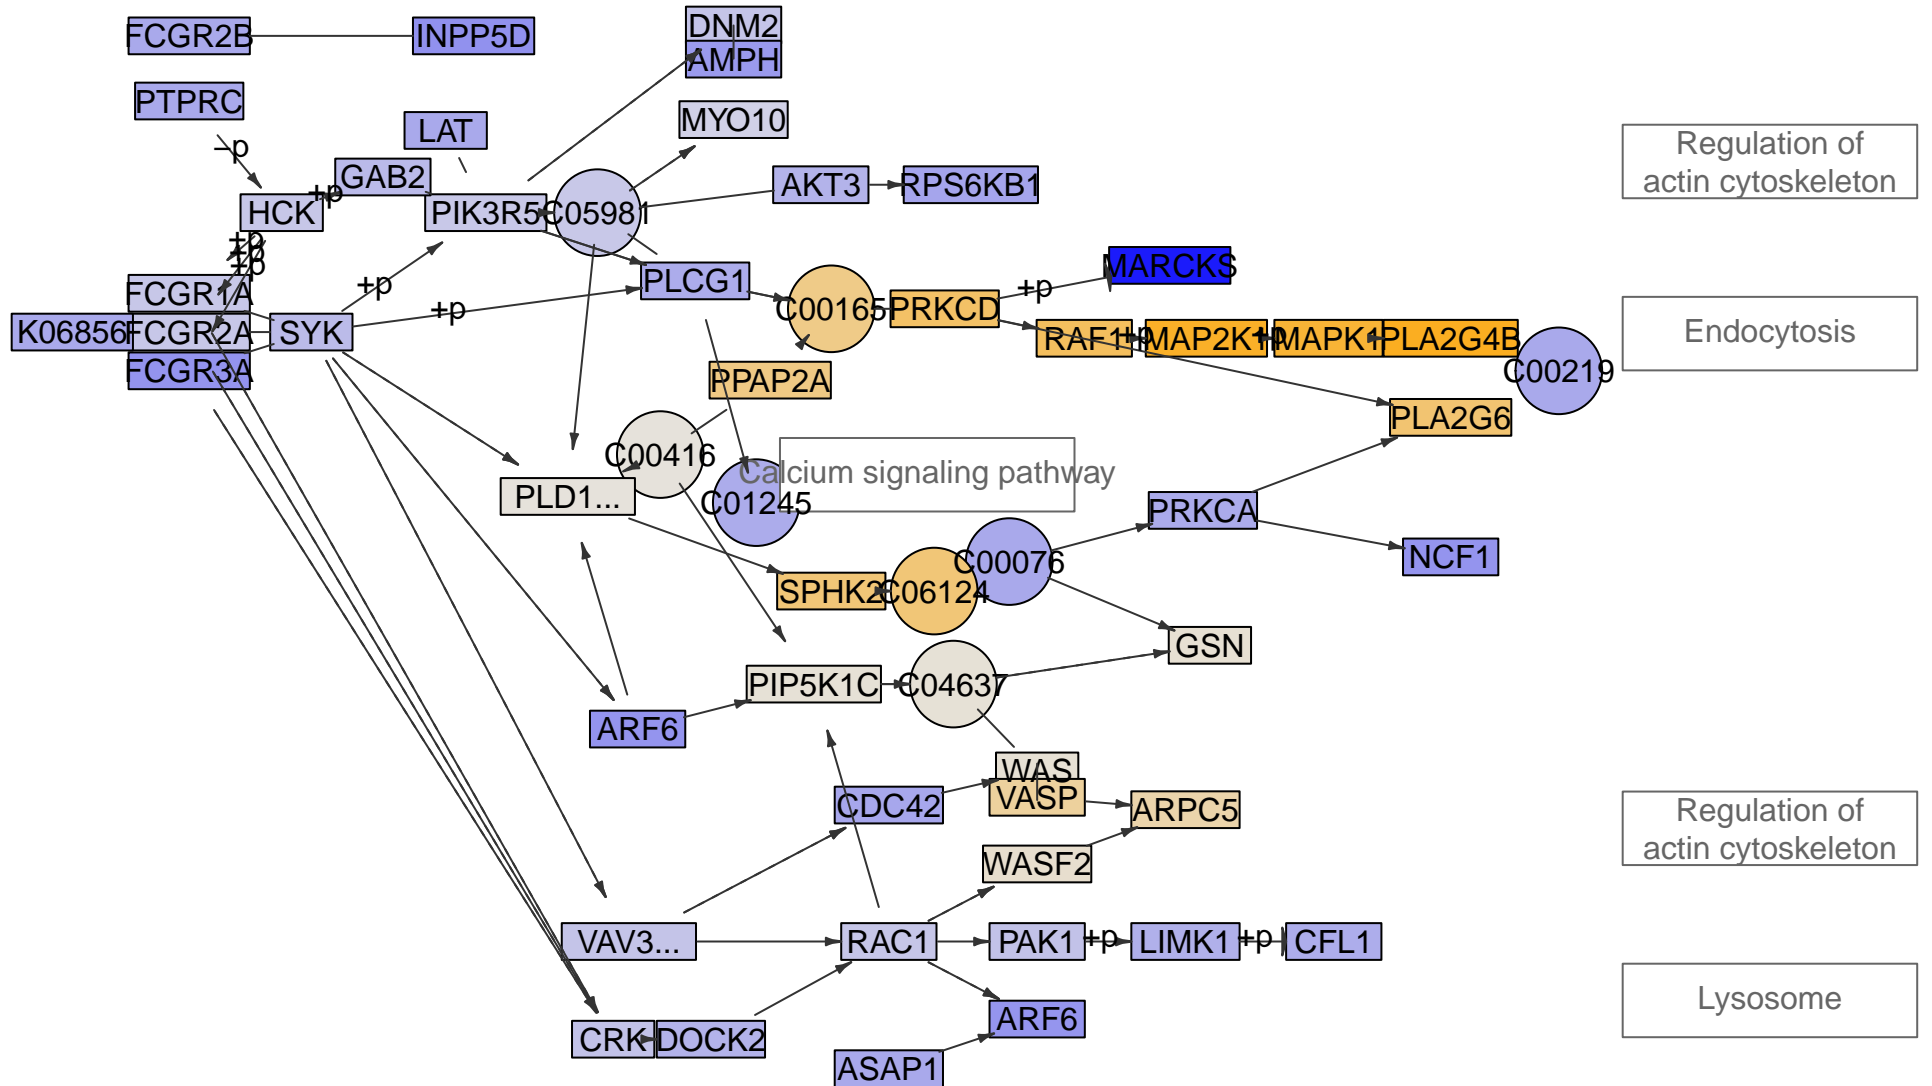 DNM2
FCGR2B
INPP5D
AMPH
PTPRC
LAT
MYO10
Regulation of
actin cytoskeleton
−p
GAB2
+p
AKT3
RPS6KB1
HCK
PIK3R5
C05981
+p
+p
+p
MARCKS
FCGR1A
+p
PLCG1
+p
C00165
PRKCD
+p
K06856
FCGR2A
SYK
RAF1
+p
MAP2K1
+p
MAPK1
PLA2G4B
Endocytosis
FCGR3A
PPAP2A
C00219
PLA2G6
C00416
Calcium signaling pathway
PLD1...
C01245
PRKCA
C00076
NCF1
SPHK2
C06124
GSN
PIP5K1C
C04637
ARF6
WAS
VASP
CDC42
ARPC5
Regulation of
actin cytoskeleton
WASF2
VAV3...
RAC1
PAK1
+p
LIMK1
+p
CFL1
Lysosome
ARF6
CRK
DOCK2
ASAP1